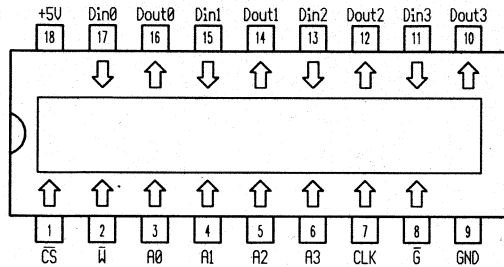 +5V Din0 Dout0 Din1 Dout1 Din2 Dout2 Din3 Dout3
18 17 16 15 14 13 12 11 10
1 2 3 4 5 6 7 8 9
C̅S̅ W̅ A0 A1 A2 A3 CLK G̅ GND